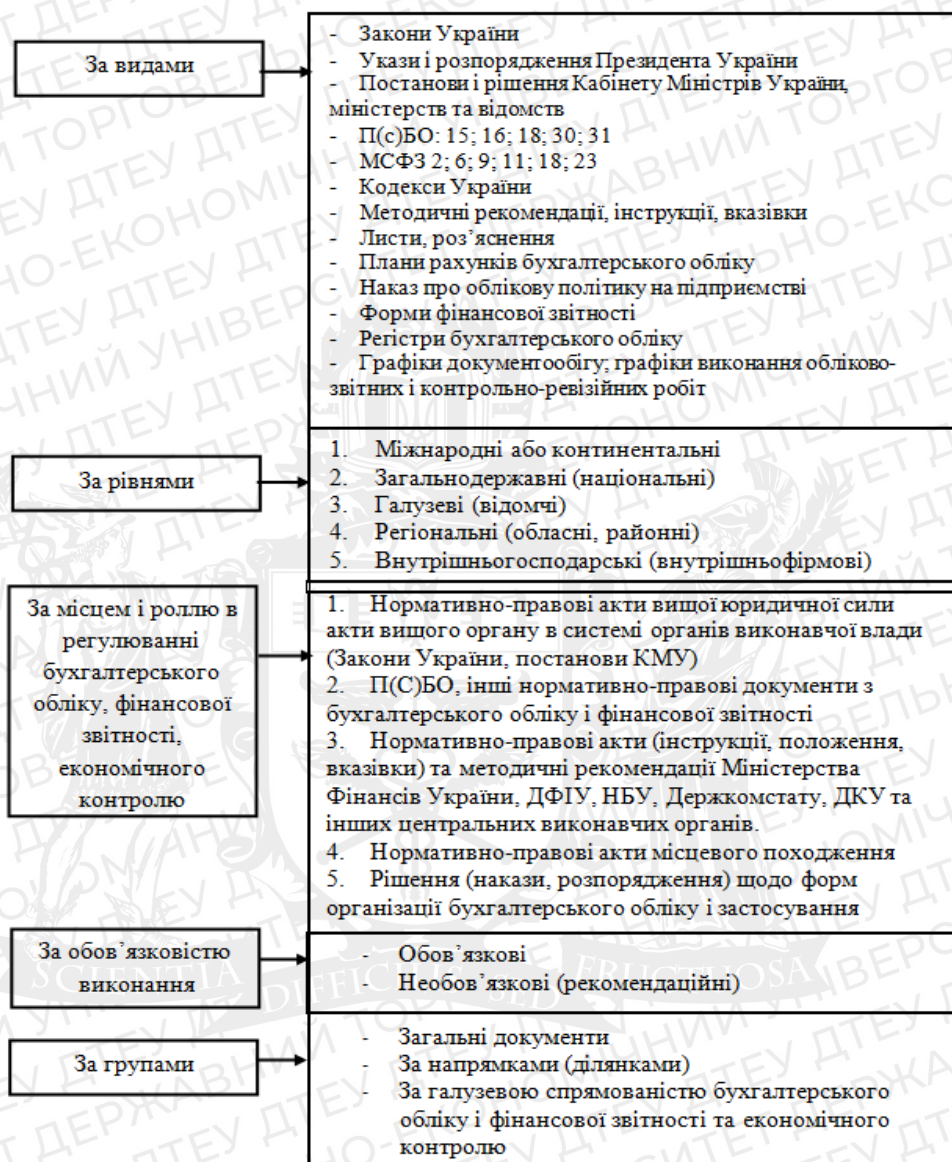 За видами
- Закони України
- Укази і розпорядження Президента України
- Постанови і рішення Кабінету Міністрів України,
міністерств та відомств
- П(с)БО: 15; 16; 18; 30; 31
- МСФЗ 2; 6; 9; 11; 18; 23
- Кодекси України
- Методичні рекомендації, інструкції, вказівки
- Листи, роз’яснення
- Плани рахунків бухгалтерського обліку
- Наказ про облікову політику на підприємстві
- Форми фінансової звітності
- Регістри бухгалтерського обліку
- Графіки документообігу; графіки виконання обліково-
звітних і контрольно-ревізійних робіт
За рівнями
1. Міжнародні або континентальні
2. Загальнодержавні (національні)
3. Галузеві (відомчі)
4. Регіональні (обласні, районні)
5. Внутрішньогосподарські (внутрішньофірмові)
За місцем і роллю в
регулюванні
бухгалтерського
обліку, фінансової
звітності,
економічного
контролю
1. Нормативно-правові акти вищої юридичної сили
акти вищого органу в системі органів виконавчої влади
(Закони України, постанови КМУ)
2. П(С)БО, інші нормативно-правові документи з
бухгалтерського обліку і фінансової звітності
3. Нормативно-правові акти (інструкції, положення,
вказівки) та методичні рекомендації Міністерства
Фінансів України, ДФІУ, НБУ, Держкомстату, ДКУ та
інших центральних виконавчих органів.
4. Нормативно-правові акти місцевого походження
5. Рішення (накази, розпорядження) щодо форм
організації бухгалтерського обліку і застосування
За обов’язковістю
виконання
- Обов’язкові
- Необов’язкові (рекомендаційні)
За групами
- Загальні документи
- За напрямками (ділянками)
- За галузевою спрямованістю бухгалтерського
обліку і фінансової звітності та економічного
контролю